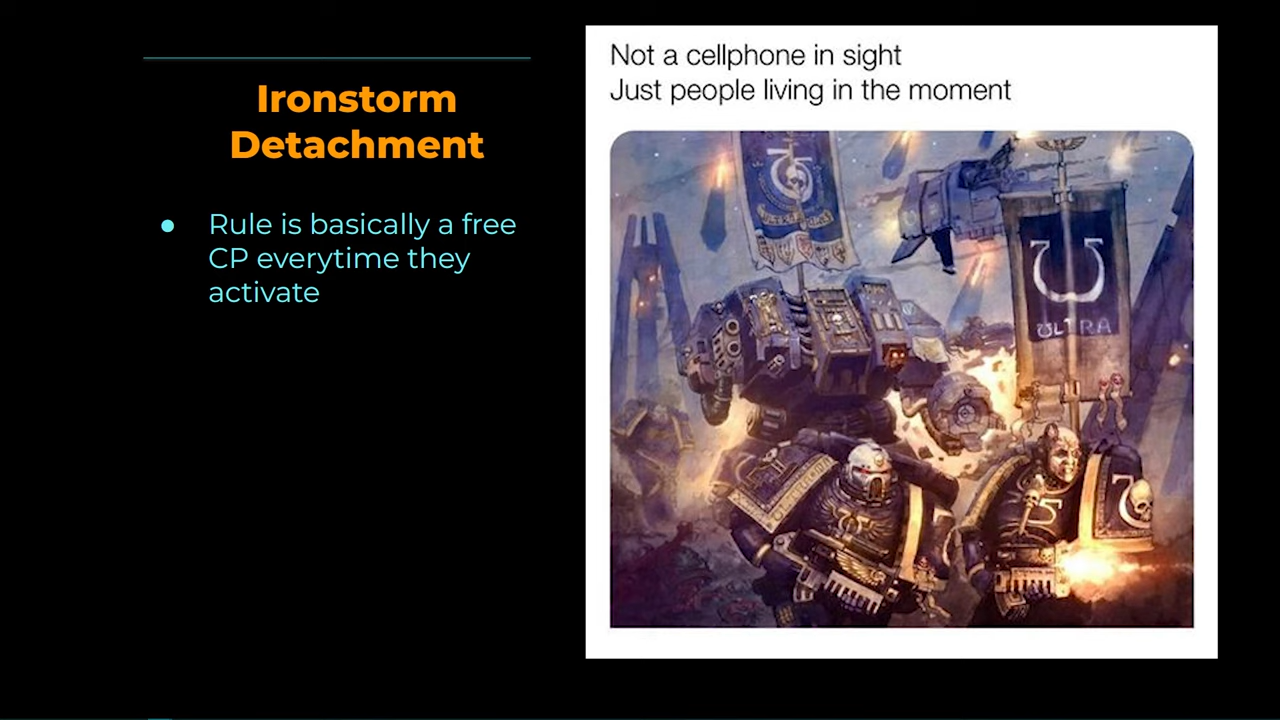 Ironstorm
Detachment
● Rule is basically a free
CP everytime they
activate
Not a cellphone in sight
Just people living in the moment
ULTRA